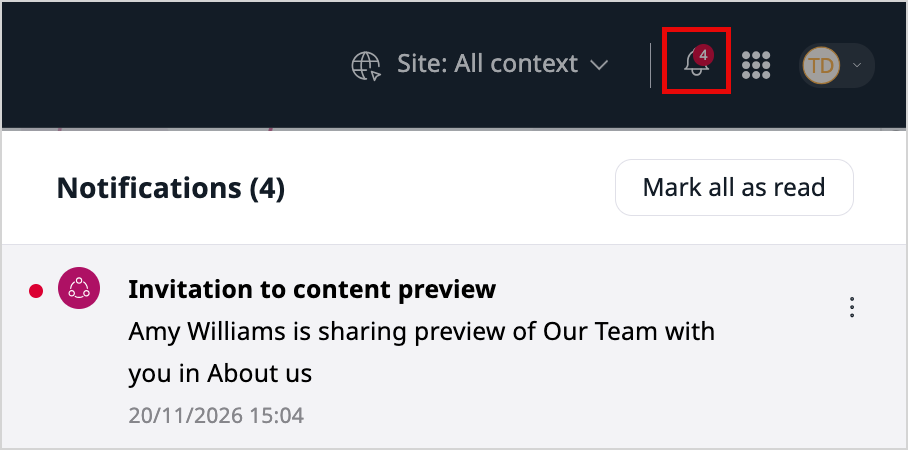 Site: All context
4
TD
Notifications (4)
Mark all as read
Invitation to content preview
Amy Williams is sharing preview of Our Team with
you in About us
20/11/2026 15:04